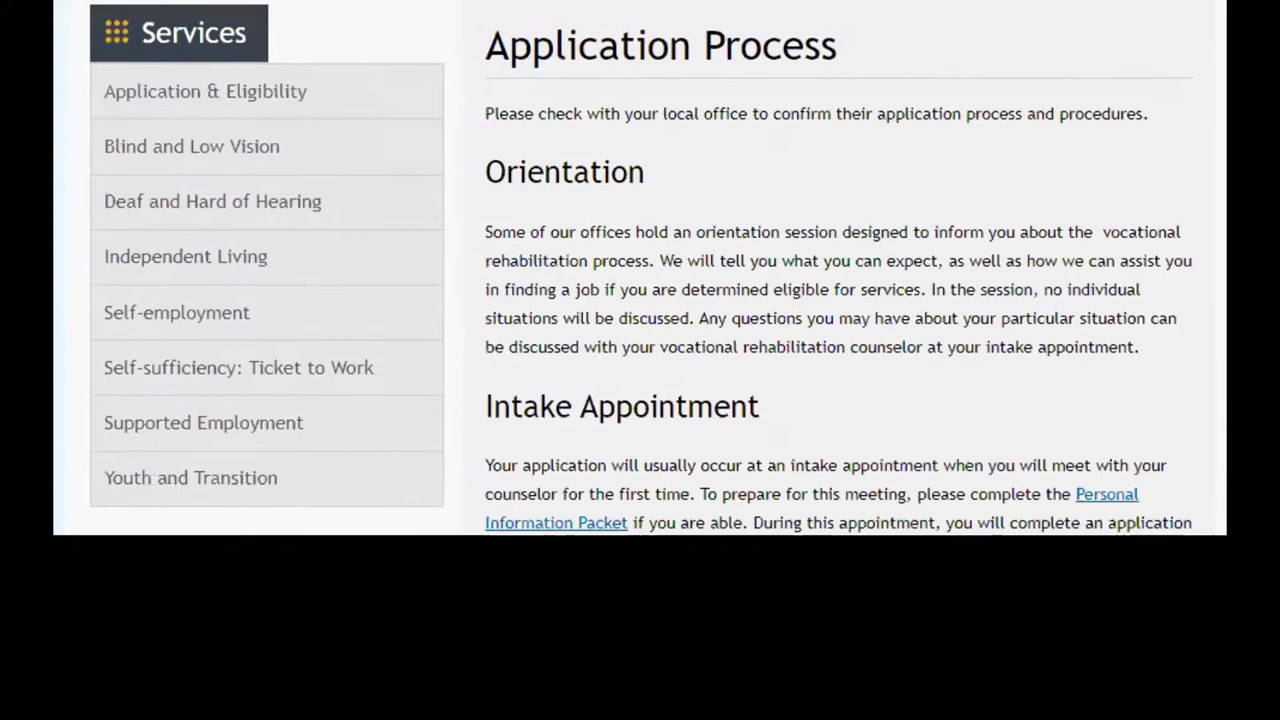 Services
Application & Eligibility
Blind and Low Vision
Deaf and Hard of Hearing
Independent Living
Self-employment
Self-sufficiency: Ticket to Work
Supported Employment
Youth and Transition
Application Process
Please check with your local office to confirm their application process and procedures.
Orientation
Some of our offices hold an orientation session designed to inform you about the vocational
rehabilitation process. We will tell you what you can expect, as well as how we can assist you
in finding a job if you are determined eligible for services. In the session, no individual
situations will be discussed. Any questions you may have about your particular situation can
be discussed with your vocational rehabilitation counselor at your intake appointment.
Intake Appointment
Your application will usually occur at an intake appointment when you will meet with your
counselor for the first time. To prepare for this meeting, please complete the Personal
Information Packet if you are able. During this appointment, you will complete an application